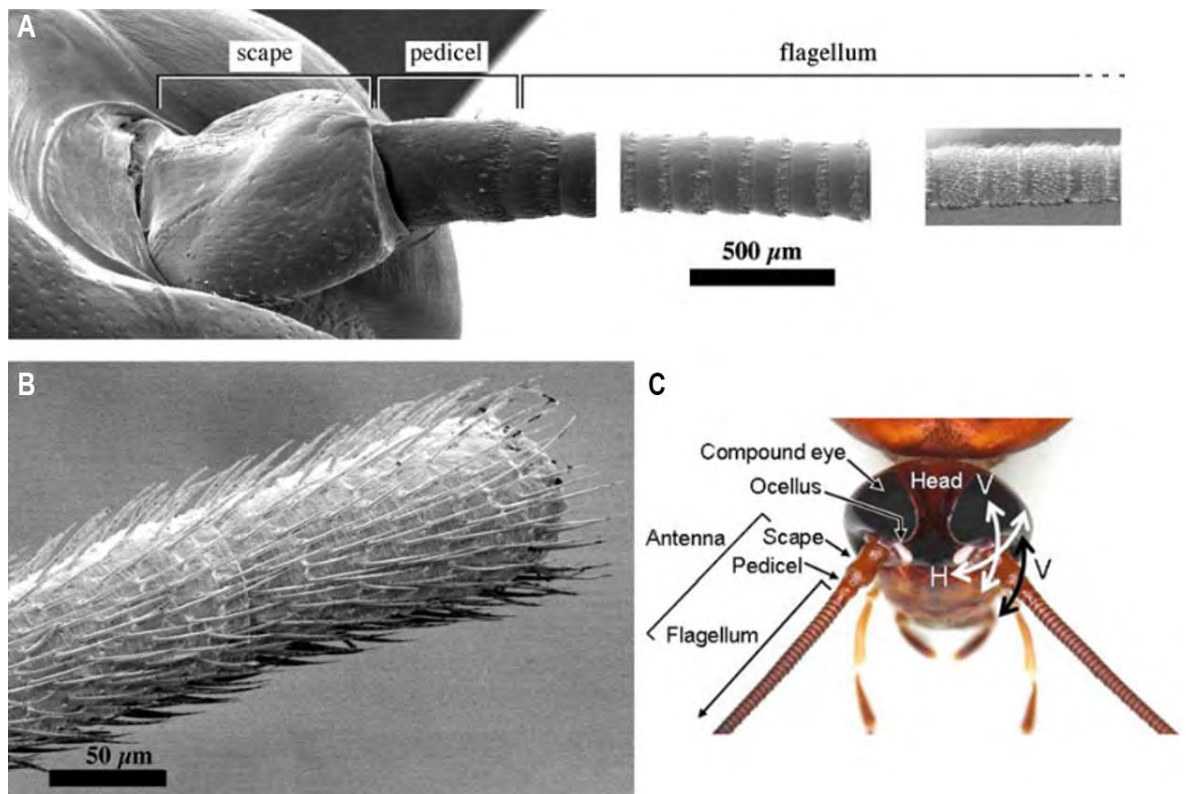 A
scape
pedicel
flagellum
500 µm
B
50 µm
C
Compound eye
Head
V
Ocellus
Antenna
Scape
Pedicel
H
V
Flagellum